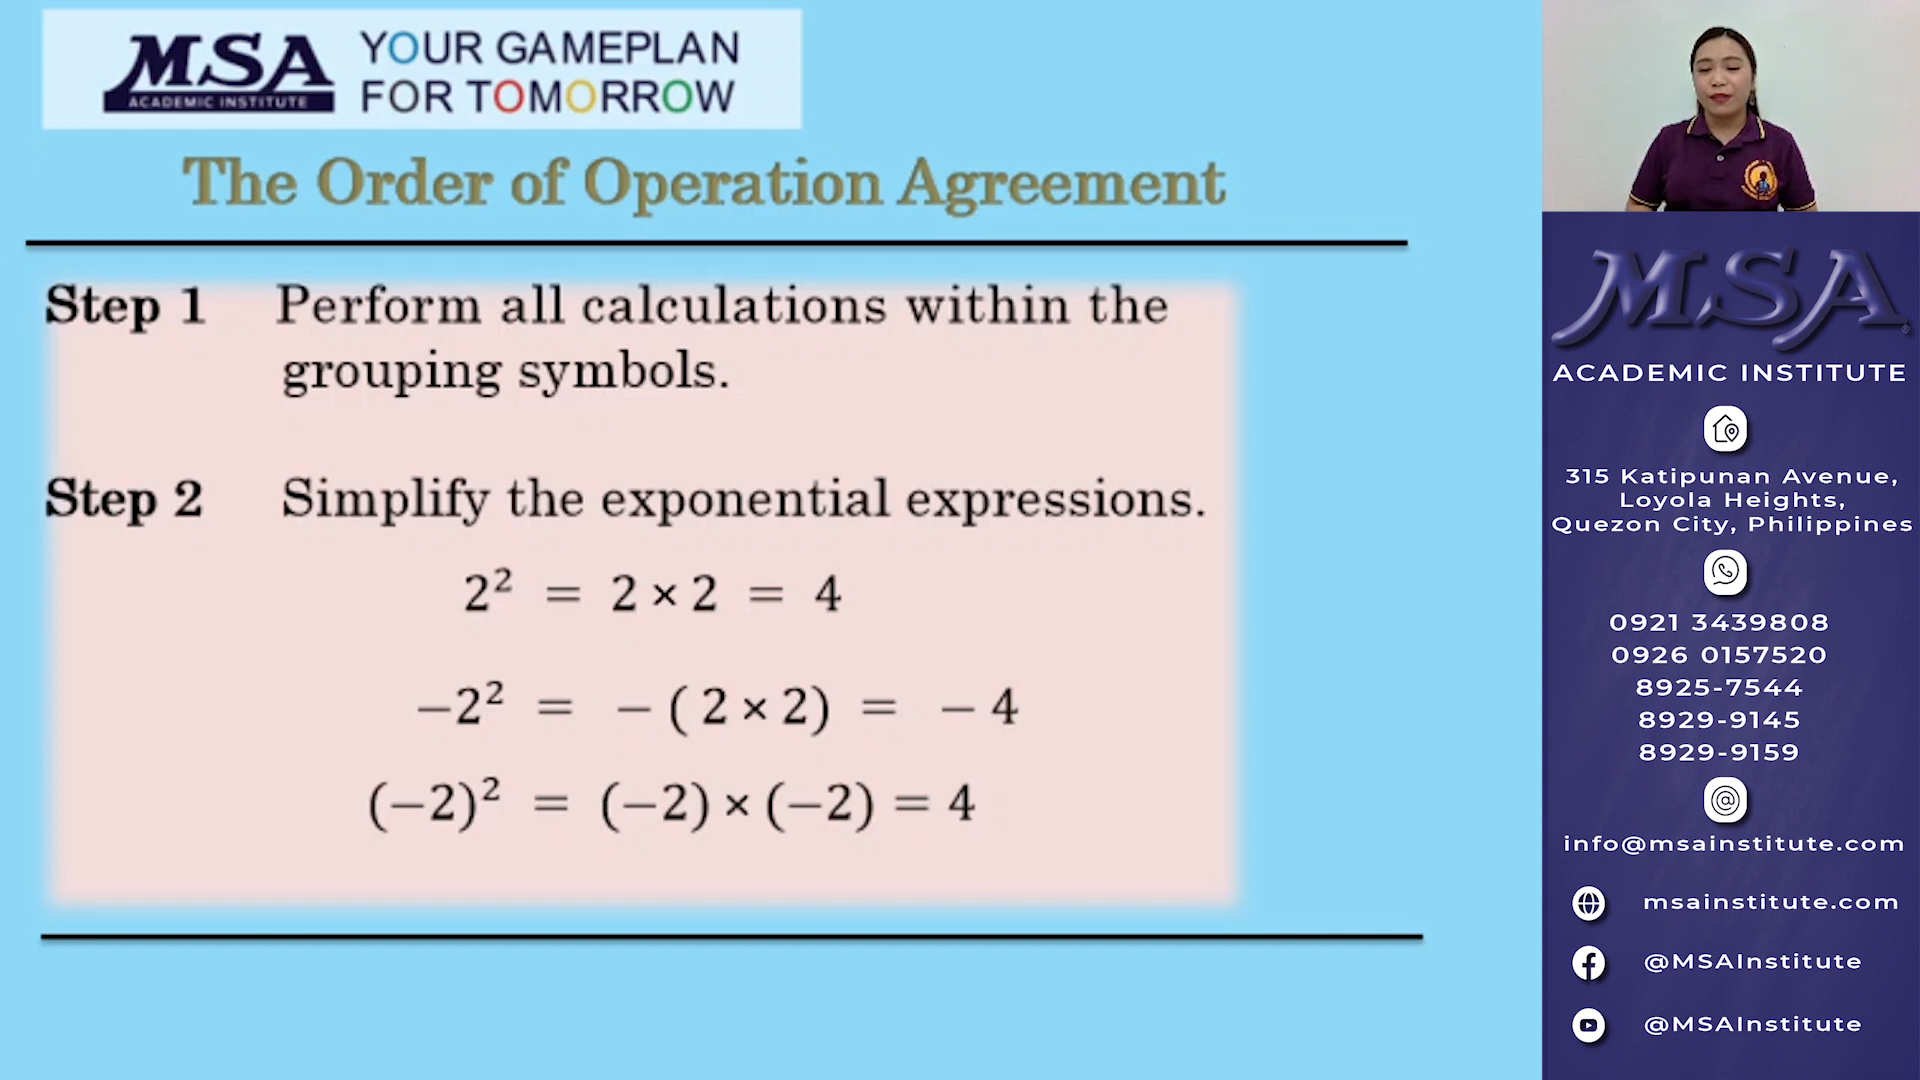 MSA
ACADEMIC INSTITUTE
YOUR GAMEPLAN
FOR TOMORROW
The Order of Operation Agreement
Step 1 Perform all calculations within the
grouping symbols.
Step 2 Simplify the exponential expressions.
2² = 2 × 2 = 4
−2² = − ( 2 × 2) = − 4
(−2)² = (−2) × (−2) = 4
MSA®
ACADEMIC INSTITUTE
315 Katipunan Avenue,
Loyola Heights,
Quezon City, Philippines
0921 3439808
0926 0157520
8925-7544
8929-9145
8929-9159
info@msainstitute.com
msainstitute.com
@MSAInstitute
@MSAInstitute